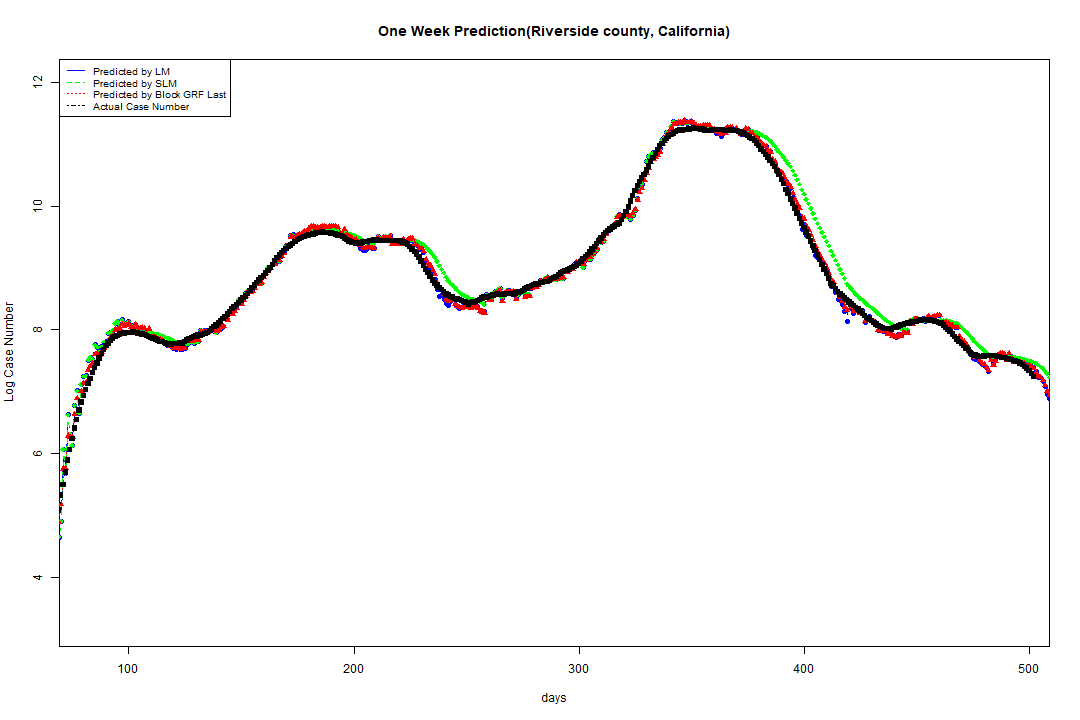 One Week Prediction(Riverside county, California)
Predicted by LM
Predicted by SLM
Predicted by Block GRF Last
Actual Case Number
12
10
8
6
4
Log Case Number
100 200 300 400 500
days